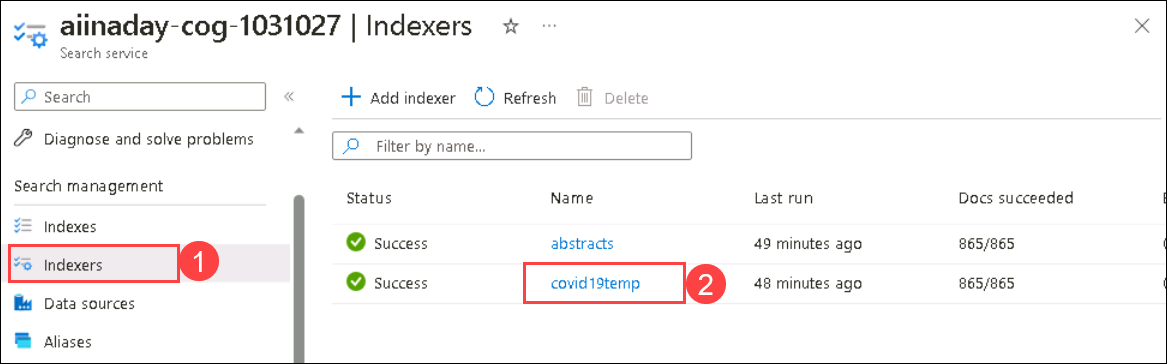 aiinaday-cog-1031027 | Indexers
Search service
Search
Diagnose and solve problems
Search management
Indexes
Indexers
1
Data sources
Aliases
Add indexer Refresh Delete
Filter by name...
Status Name Last run Docs succeeded
Success abstracts 49 minutes ago 865/865
Success covid19temp 2 48 minutes ago 865/865